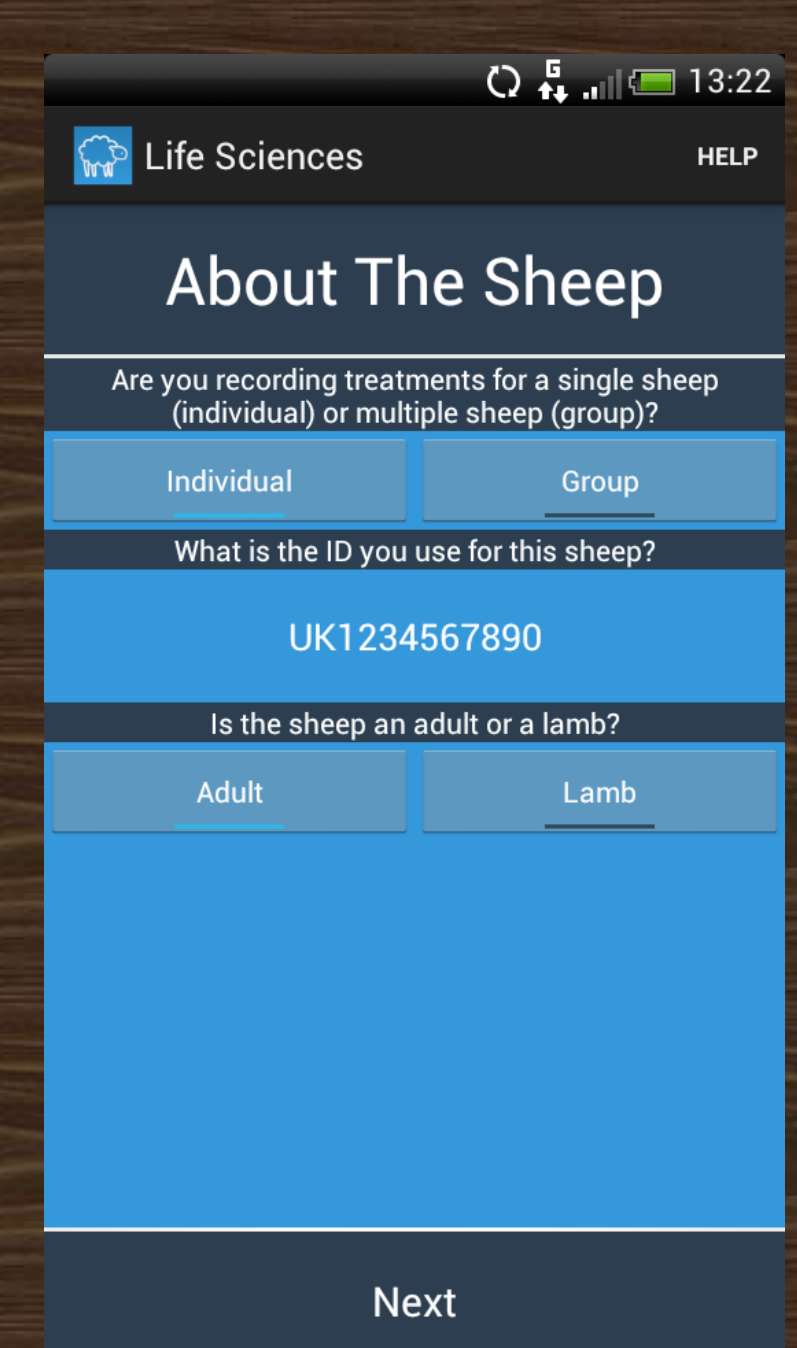 G
13:22
Life Sciences
HELP
About The Sheep
Are you recording treatments for a single sheep
(individual) or multiple sheep (group)?
Individual
Group
What is the ID you use for this sheep?
UK1234567890
Is the sheep an adult or a lamb?
Adult
Lamb
Next